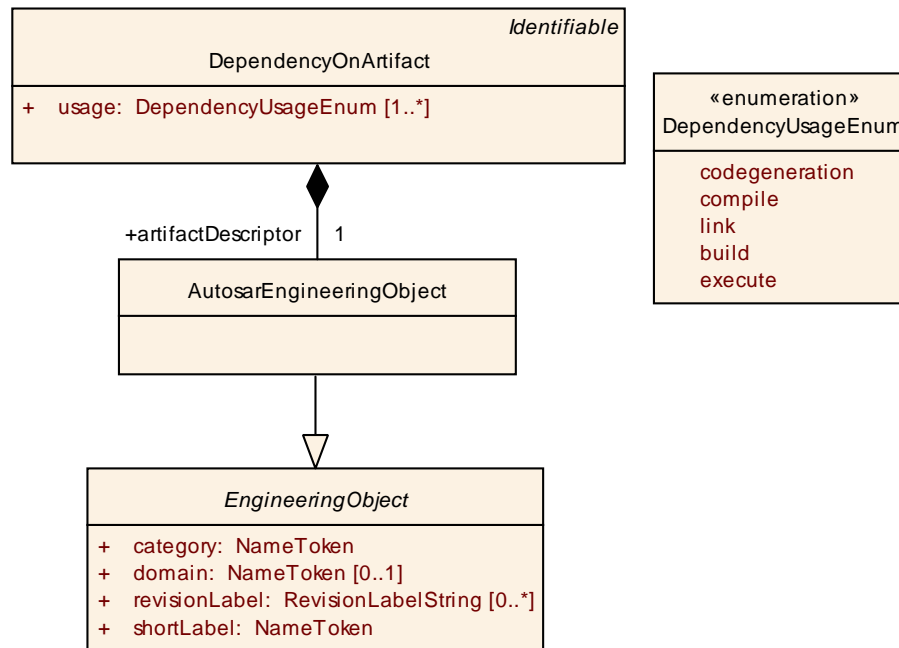 Identifiable
DependencyOnArtifact
+ usage: DependencyUsageEnum [1..*]
«enumeration»
DependencyUsageEnum
codegeneration
compile
link
build
execute
+artifactDescriptor 1
AutosarEngineeringObject
EngineeringObject
+ category: NameToken
+ domain: NameToken [0..1]
+ revisionLabel: RevisionLabelString [0..*]
+ shortLabel: NameToken